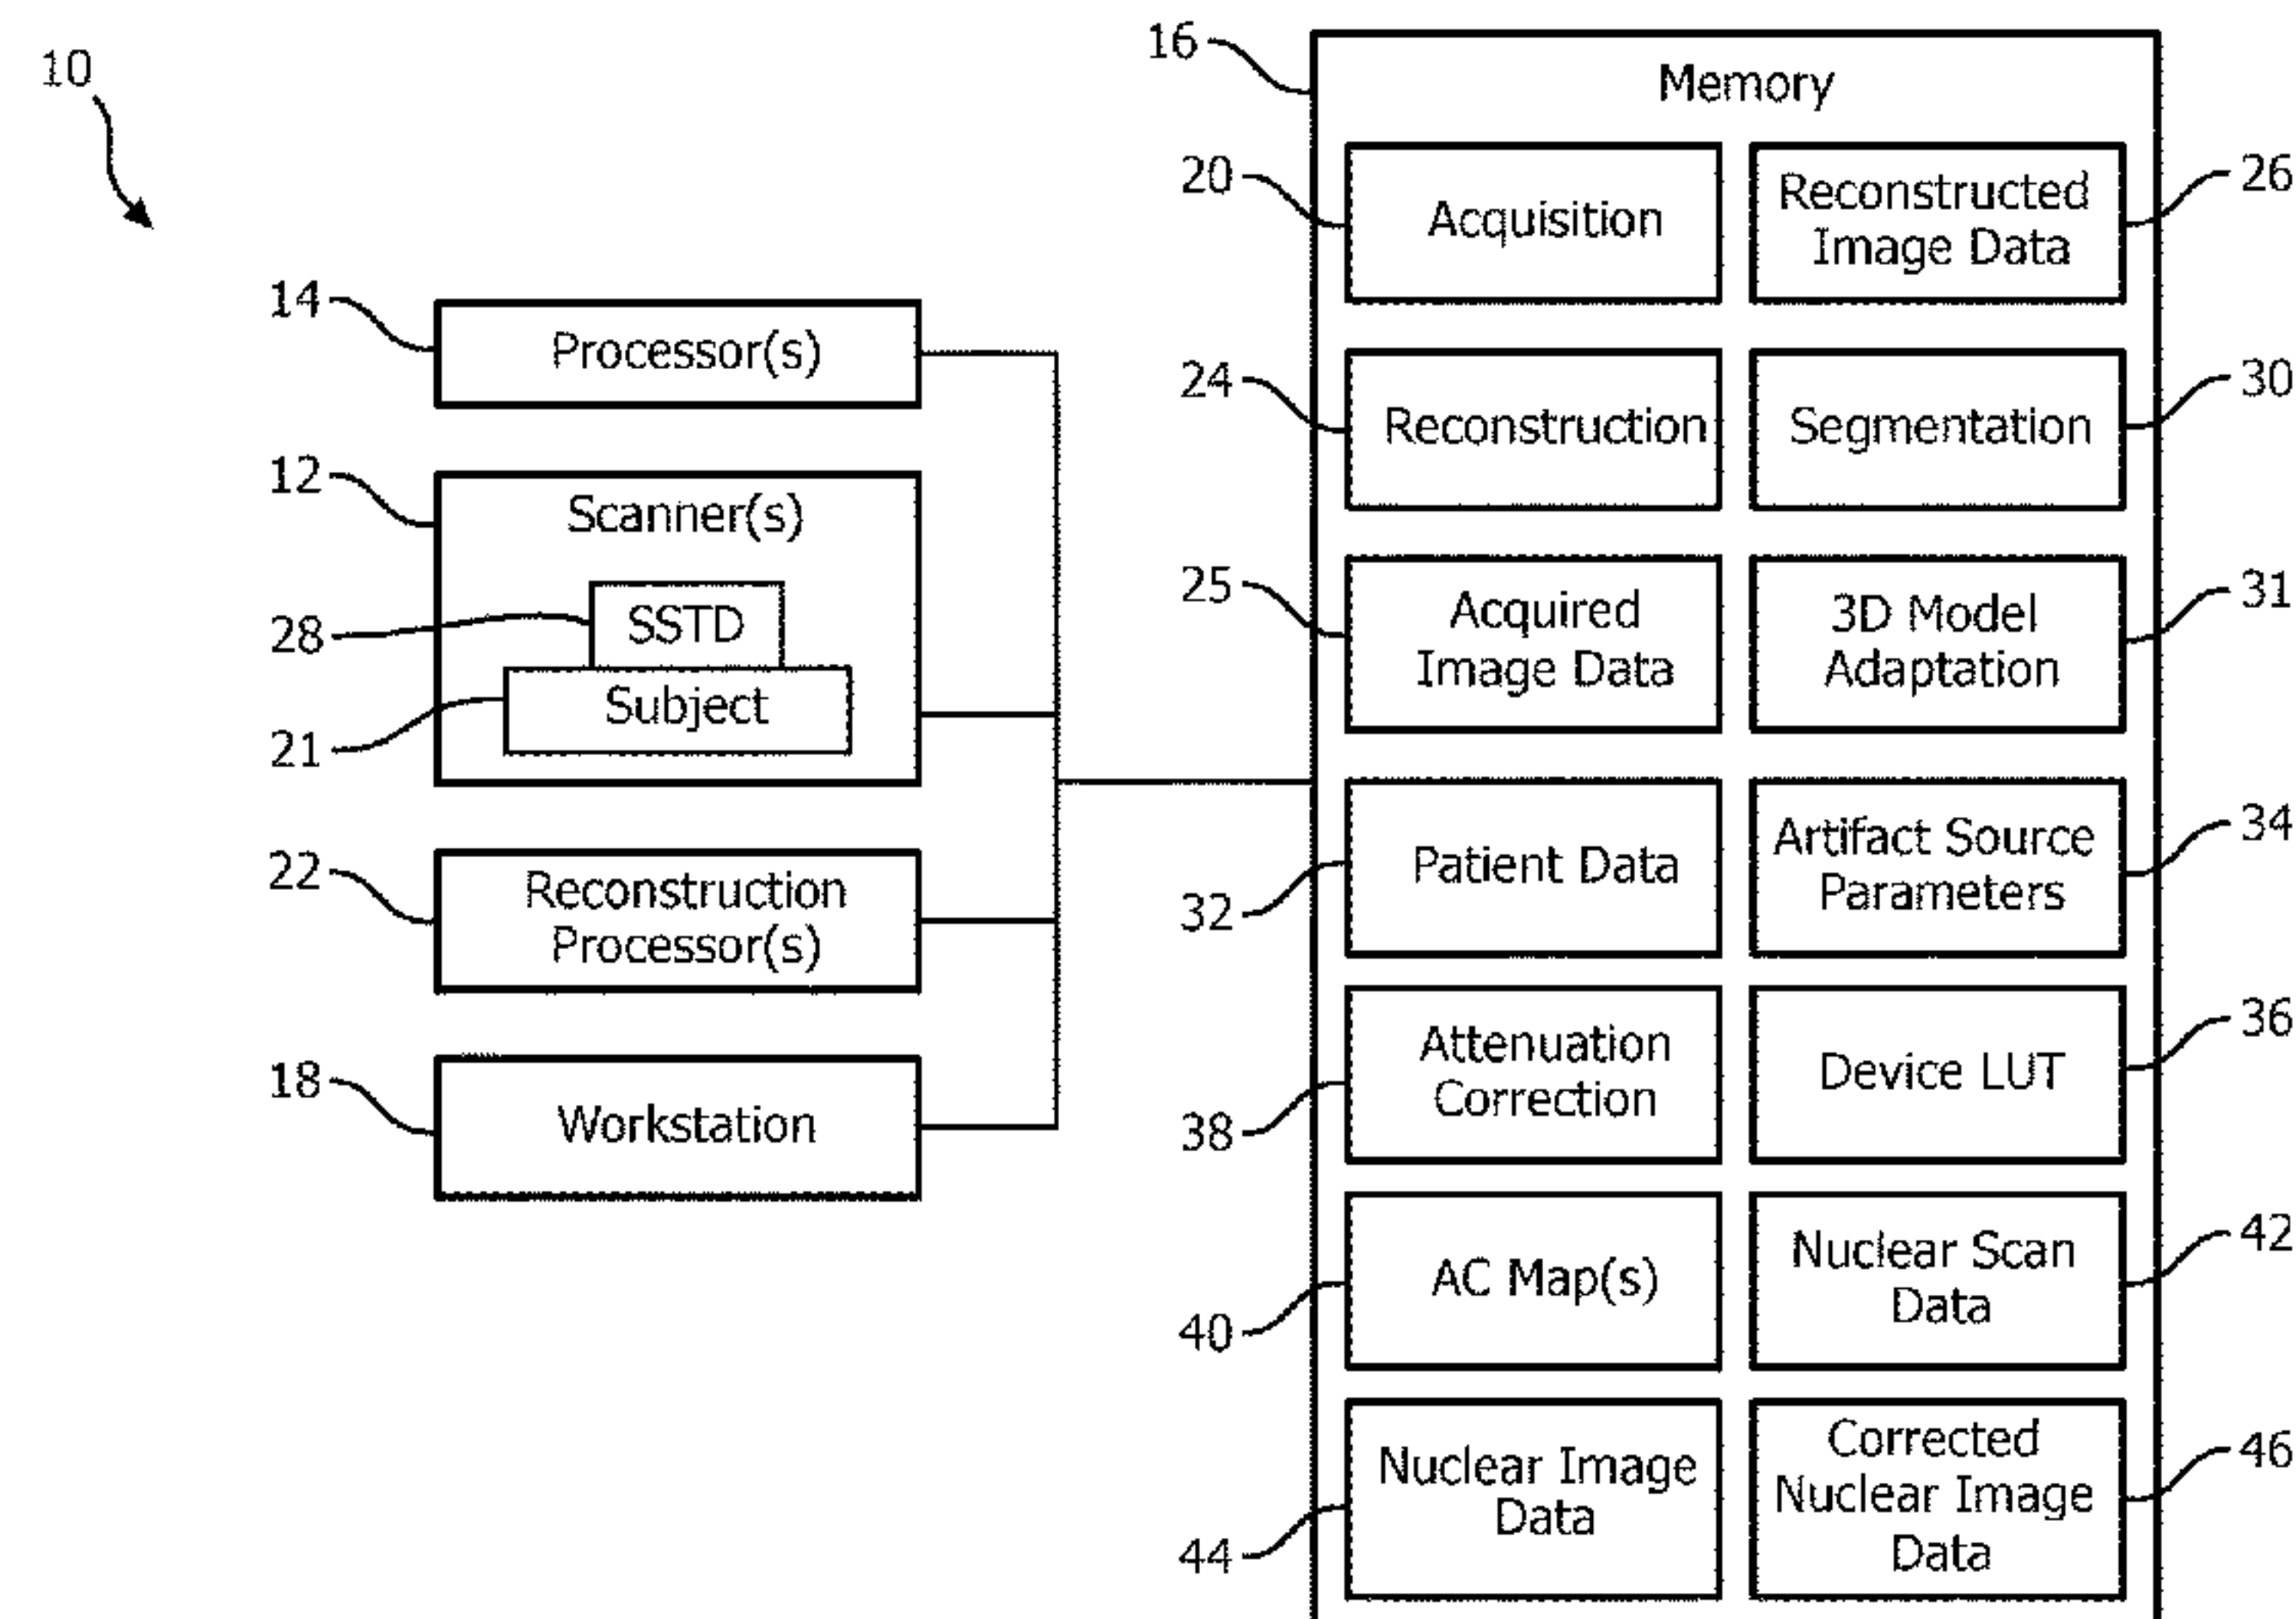 10
14
Processor(s)
12
Scanner(s)
28
SSTD
21
Subject
22
Reconstruction
Processor(s)
18
Workstation
16
Memory
20
Acquisition
Reconstructed
Image Data
26
24
Reconstruction
Segmentation
30
25
Acquired
Image Data
3D Model
Adaptation
31
32
Patient Data
Artifact Source
Parameters
34
38
Attenuation
Correction
Device LUT
36
40
AC Map(s)
Nuclear Scan
Data
42
44
Nuclear Image
Data
Corrected
Nuclear Image
Data
46